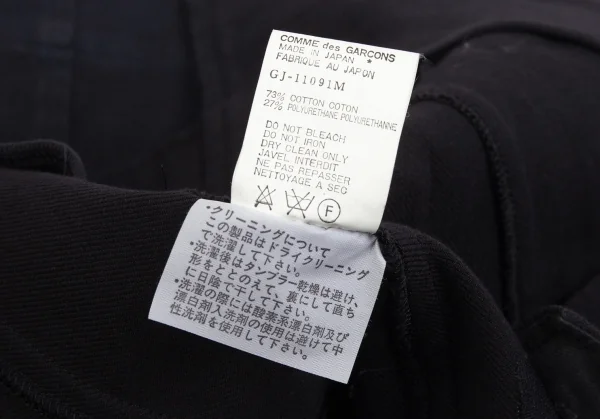 COMME des GARCONS
MADE IN JAPAN ★
FABRIQUE AU JAPON
GJ-11091M
73% COTTON COTON
27% POLYURETHANE POLYURETHANNE
DO NOT BLEACH
DO NOT IRON
DRY CLEAN ONLY
JAVEL INTERDIT
NE PAS REPASSER
NETTOYAGE A SEC
F
・クリーニングについて
この製品はドライクリーニング
で洗濯して下さい。
・洗濯後はタンブラー乾燥は避け、
形をととのえて、裏にして直ち
に日陰で干して下さい。
・洗濯の際には酸素系漂白剤及び
漂白剤入洗剤の使用は避けて中
性洗剤を使用して下さい。